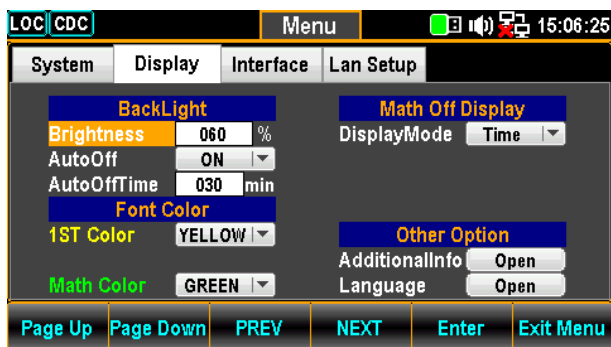 LOC CDC Menu 15:06:25
System Display Interface Lan Setup
BackLight
Brightness 060 %
AutoOff ON
AutoOffTime 030 min
Font Color
1ST Color YELLOW
Math Color GREEN
Math Off Display
DisplayMode Time
Other Option
AdditionalInfo Open
Language Open
Page Up Page Down PREV NEXT Enter Exit Menu